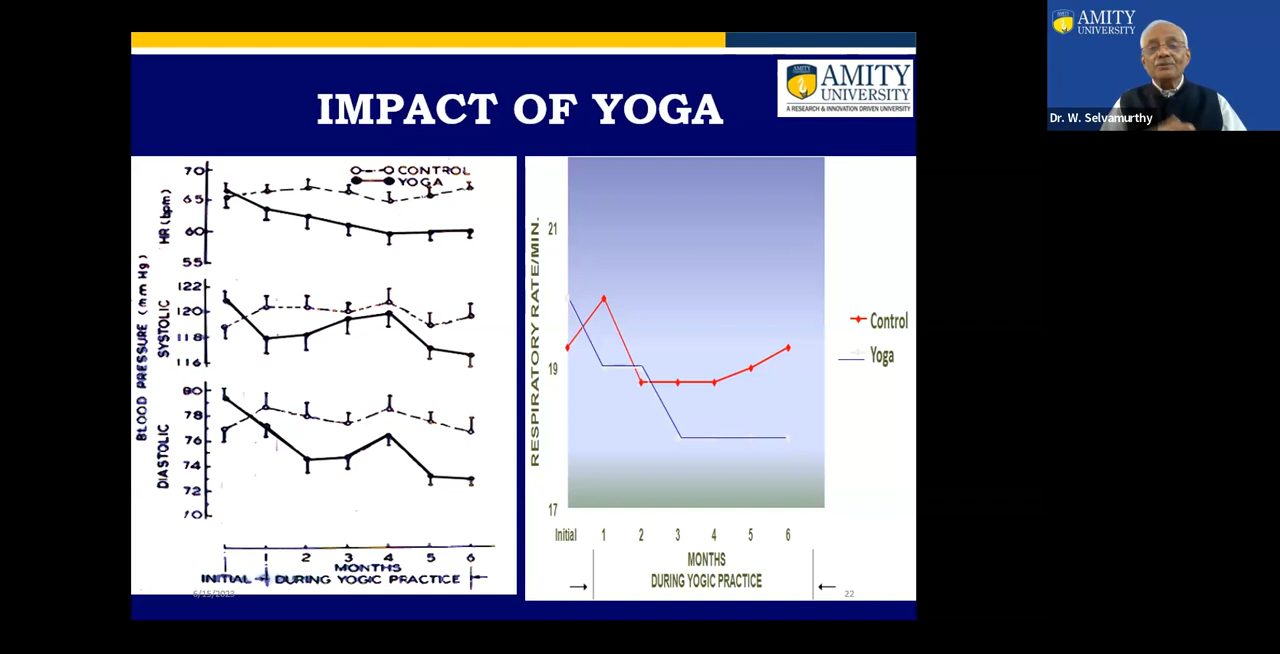 IMPACT OF YOGA
AMITY
UNIVERSITY
A RESEARCH & INNOVATION DRIVEN UNIVERSITY
AMITY
UNIVERSITY
Dr. W. Selvamurthy
CONTROL
YOGA
HR (bpm)
70
65
60
55
BLOOD PRESSURE (mm Hg)
SYSTOLIC
122
120
118
116
DIASTOLIC
80
78
76
74
72
70
1 2 3 4 5 6
MONTHS
INITIAL DURING YOGIC PRACTICE
6/15/2023
RESPIRATORY RATE/MIN.
21
19
17
Control
Yoga
Initial 1 2 3 4 5 6
MONTHS
DURING YOGIC PRACTICE
22